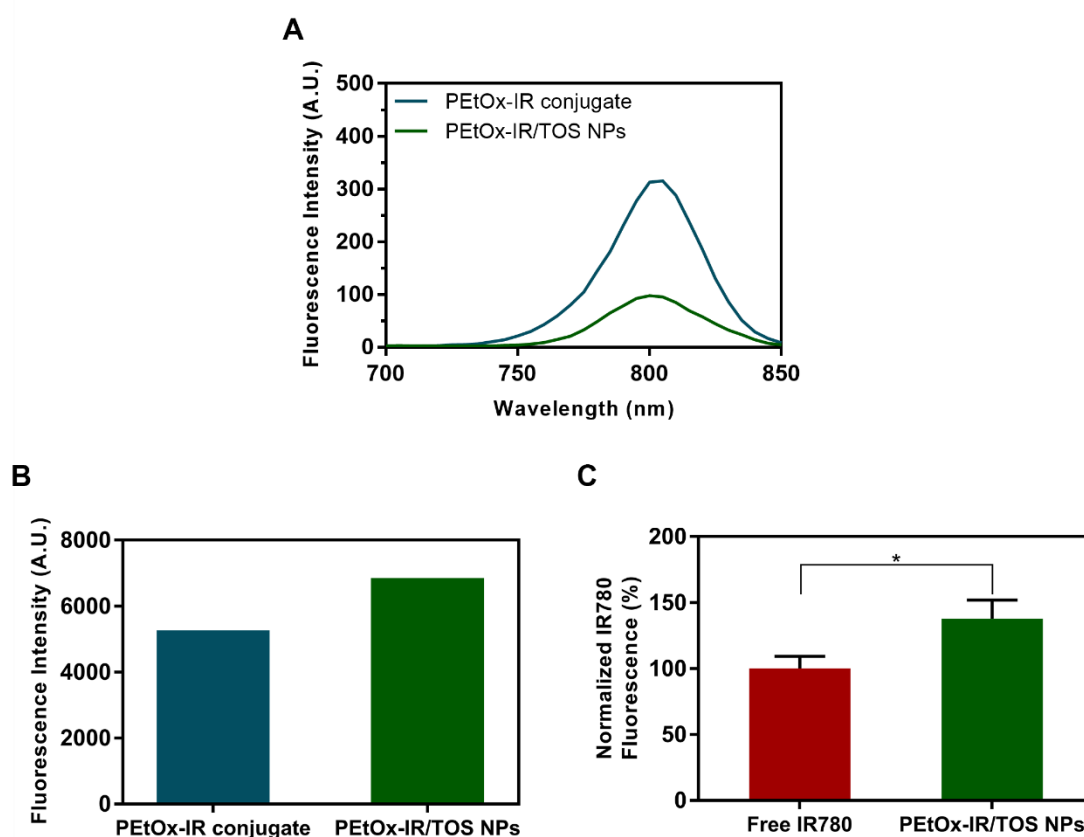 A
Fluorescence Intensity (A.U.)
500
400
300
200
100
0
PEtOx-IR conjugate
PEtOx-IR/TOS NPs
700
750
800
850
Wavelength (nm)
B
Fluorescence Intensity (A.U.)
8000
6000
4000
2000
0
PEtOx-IR conjugate
PEtOx-IR/TOS NPs
C
Normalized IR780
Fluorescence (%)
200
150
100
50
0
*
Free IR780
PEtOx-IR/TOS NPs